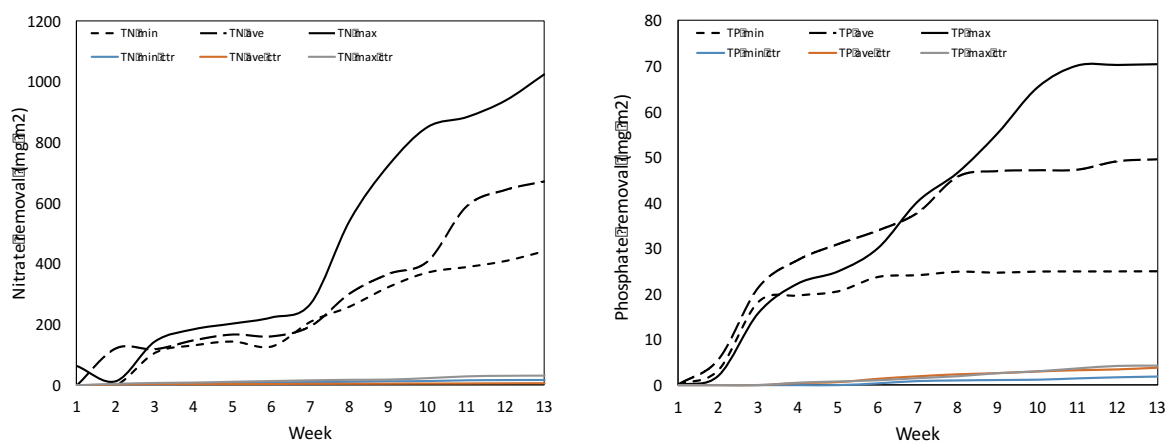 1200
1000
800
600
400
200
0
Nitrate⍰removal⍰(mg⍰m2)
TN⍰min
TN⍰ave
TN⍰max
TN⍰min⍰ctr
TN⍰ave⍰ctr
TN⍰max⍰ctr
1 2 3 4 5 6 7 8 9 10 11 12 13
Week
80
70
60
50
40
30
20
10
0
Phosphate⍰removal⍰(mg⍰m2)
TP⍰min
TP⍰ave
TP⍰max
TP⍰min⍰ctr
TP⍰ave⍰ctr
TP⍰max⍰ctr
1 2 3 4 5 6 7 8 9 10 11 12 13
Week